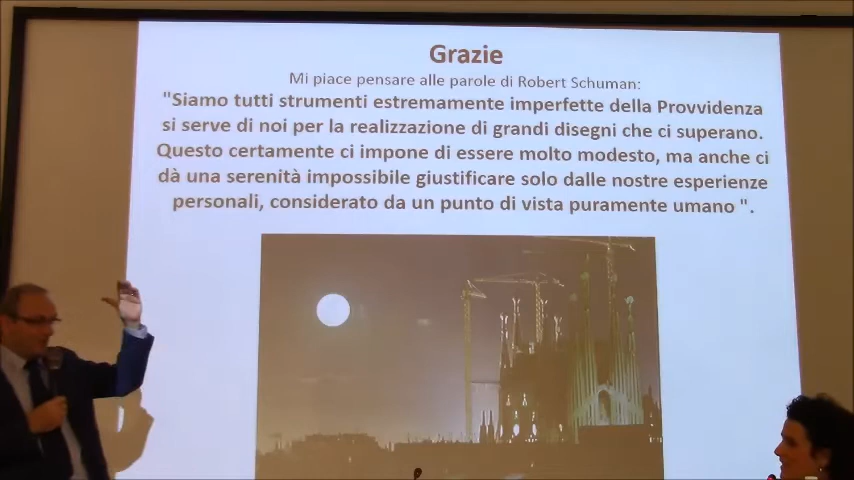 Grazie
Mi piace pensare alle parole di Robert Schuman:
"Siamo tutti strumenti estremamente imperfette della Provvidenza
si serve di noi per la realizzazione di grandi disegni che ci superano.
Questo certamente ci impone di essere molto modesto, ma anche ci
dà una serenità impossibile giustificare solo dalle nostre esperienze
personali, considerato da un punto di vista puramente umano ".